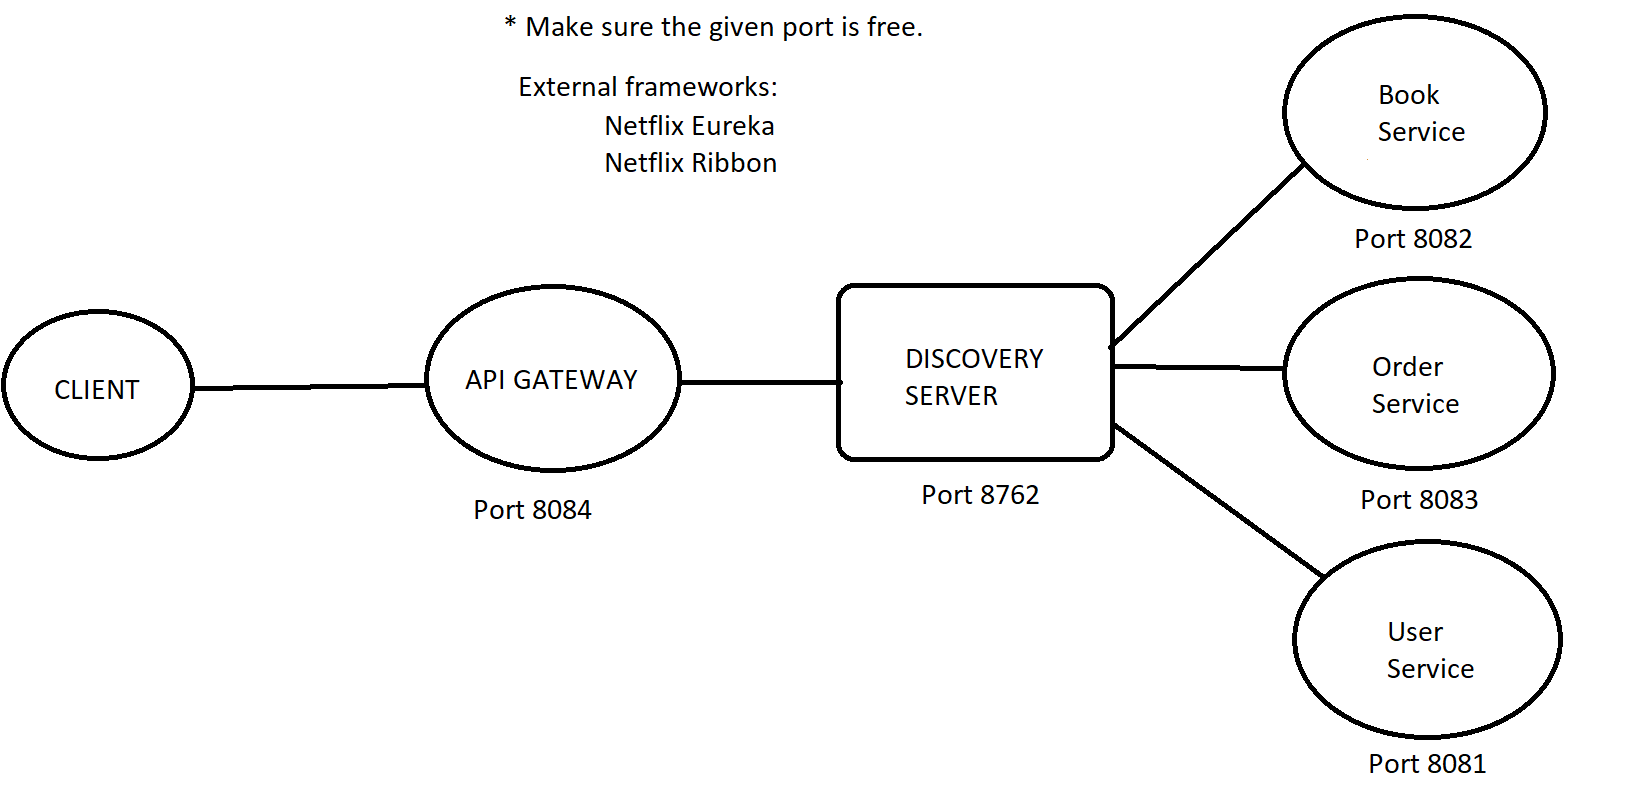 * Make sure the given port is free.
External frameworks:
Netflix Eureka
Netflix Ribbon
CLIENT
API GATEWAY
Port 8084
DISCOVERY
SERVER
Port 8762
Book
Service
Port 8082
Order
Service
Port 8083
User
Service
Port 8081